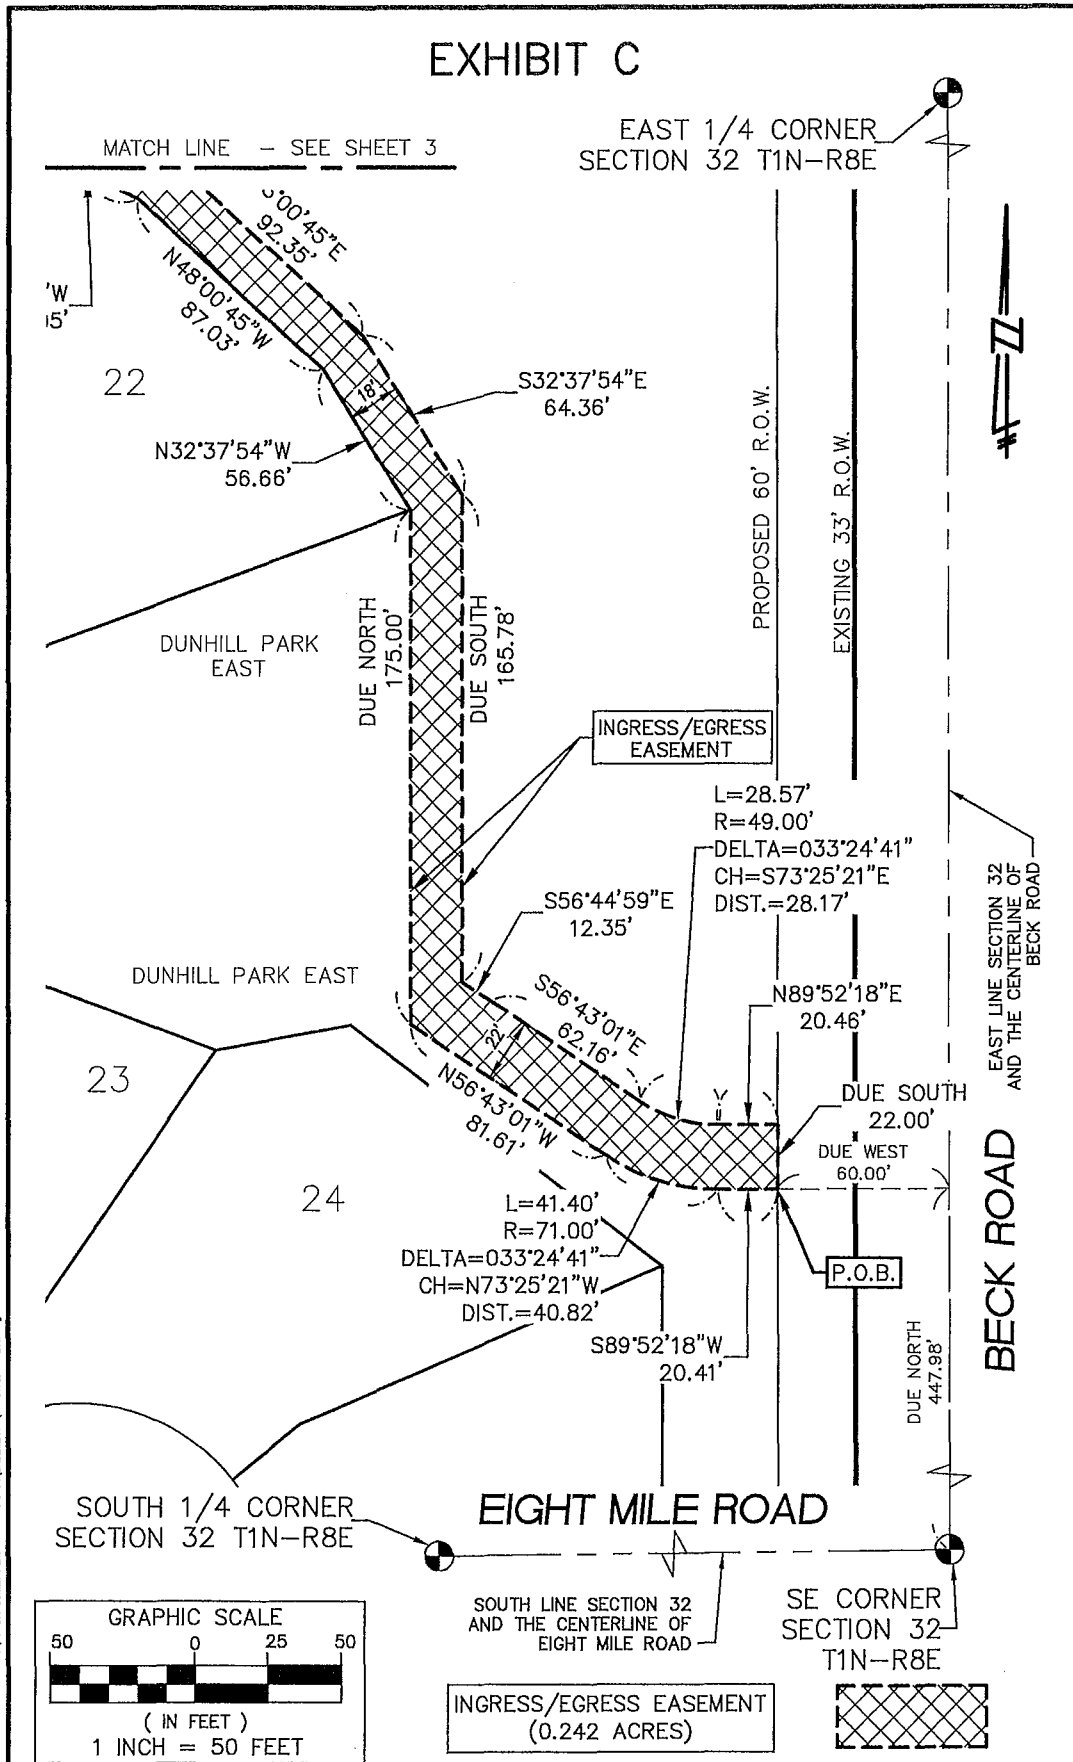 EXHIBIT C
EAST 1/4 CORNER
SECTION 32 T1N-R8E
MATCH LINE - SEE SHEET 3
°00'45"E
92.35'
N48°00'45"W
87.03'
'W
15'
22
18'
S32°37'54"E
64.36'
N32°37'54"W
56.66'
PROPOSED 60' R.O.W.
EXISTING 33' R.O.W.
DUNHILL PARK
EAST
DUE NORTH
175.00'
DUE SOUTH
165.78'
INGRESS/EGRESS
EASEMENT
L=28.57'
R=49.00'
DELTA=033°24'41"
CH=S73°25'21"E
DIST.=28.17'
EAST LINE SECTION 32
AND THE CENTERLINE OF
BECK ROAD
S56°44'59"E
12.35'
DUNHILL PARK EAST
S56°43'01"E
62.16'
N89°52'18"E
20.46'
22'
23
N56°43'01"W
81.61'
DUE SOUTH
22.00'
DUE WEST
60.00'
24
L=41.40'
R=71.00'
DELTA=033°24'41"
CH=N73°25'21"W
DIST.=40.82'
P.O.B.
BECK ROAD
S89°52'18"W
20.41'
DUE NORTH
447.98'
SOUTH 1/4 CORNER
SECTION 32 T1N-R8E
EIGHT MILE ROAD
SOUTH LINE SECTION 32
AND THE CENTERLINE OF
EIGHT MILE ROAD
SE CORNER
SECTION 32
T1N-R8E
GRAPHIC SCALE
50 0 25 50
( IN FEET )
1 INCH = 50 FEET
INGRESS/EGRESS EASEMENT
(0.242 ACRES)